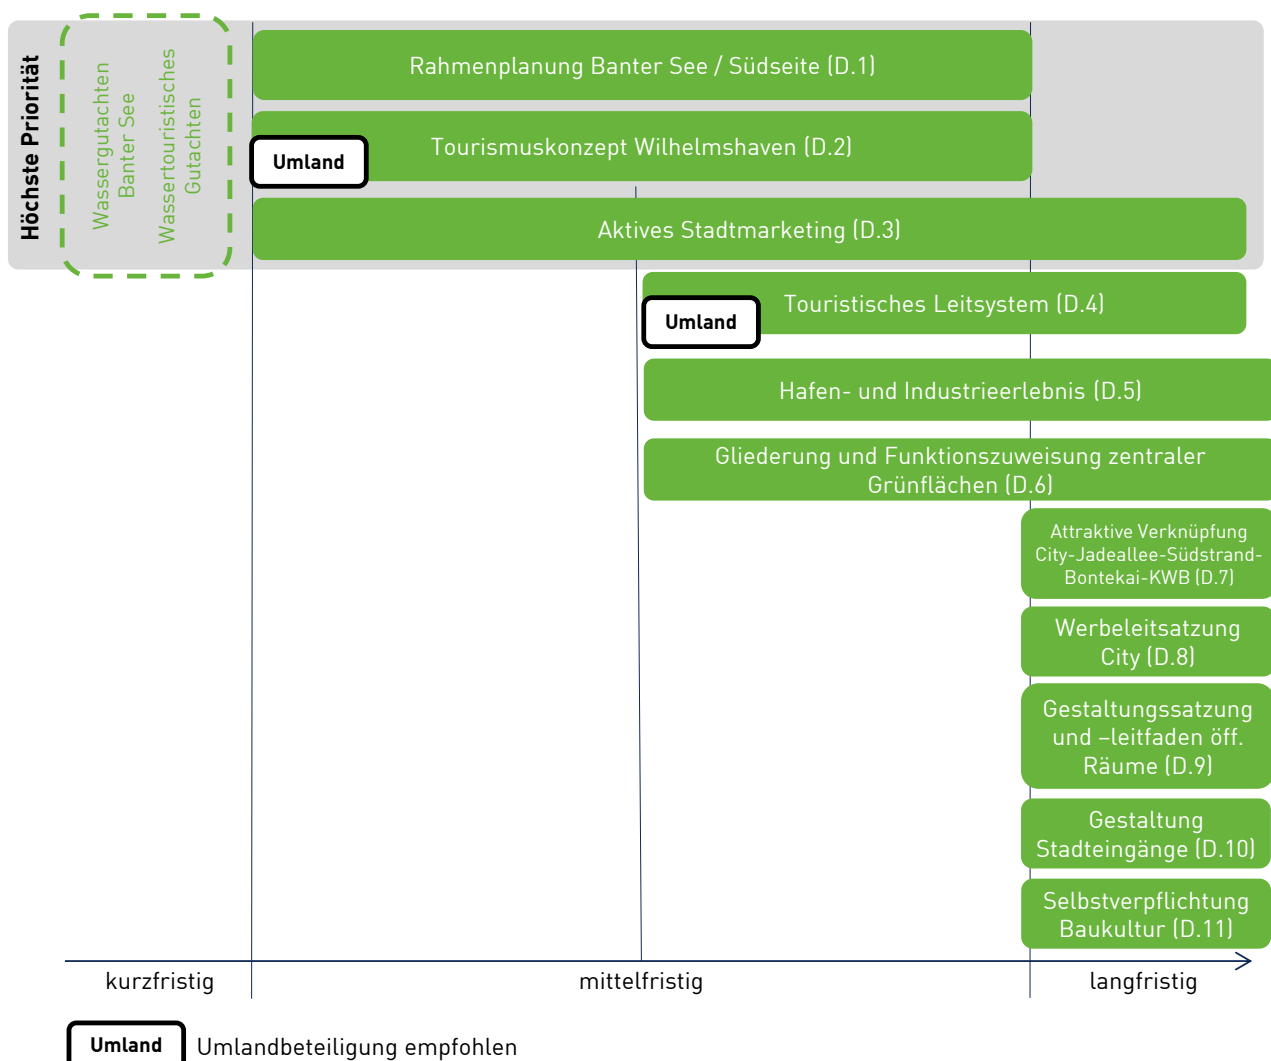 Höchste Priorität
Wassergutachten
Banter See
Wassertouristisches
Gutachten
Rahmenplanung Banter See / Südseite (D.1)
Umland
Tourismuskonzept Wilhelmshaven (D.2)
Aktives Stadtmarketing (D.3)
Umland
Touristisches Leitsystem (D.4)
Hafen- und Industrieerlebnis (D.5)
Gliederung und Funktionszuweisung zentraler
Grünflächen (D.6)
Attraktive Verknüpfung
City-Jadeallee-Südstrand-
Bontekai-KWB (D.7)
Werbeleitsatzung
City (D.8)
Gestaltungssatzung
und –leitfaden öff.
Räume (D.9)
Gestaltung
Stadteingänge (D.10)
Selbstverpflichtung
Baukultur (D.11)
kurzfristig
mittelfristig
langfristig
Umland
Umlandbeteiligung empfohlen